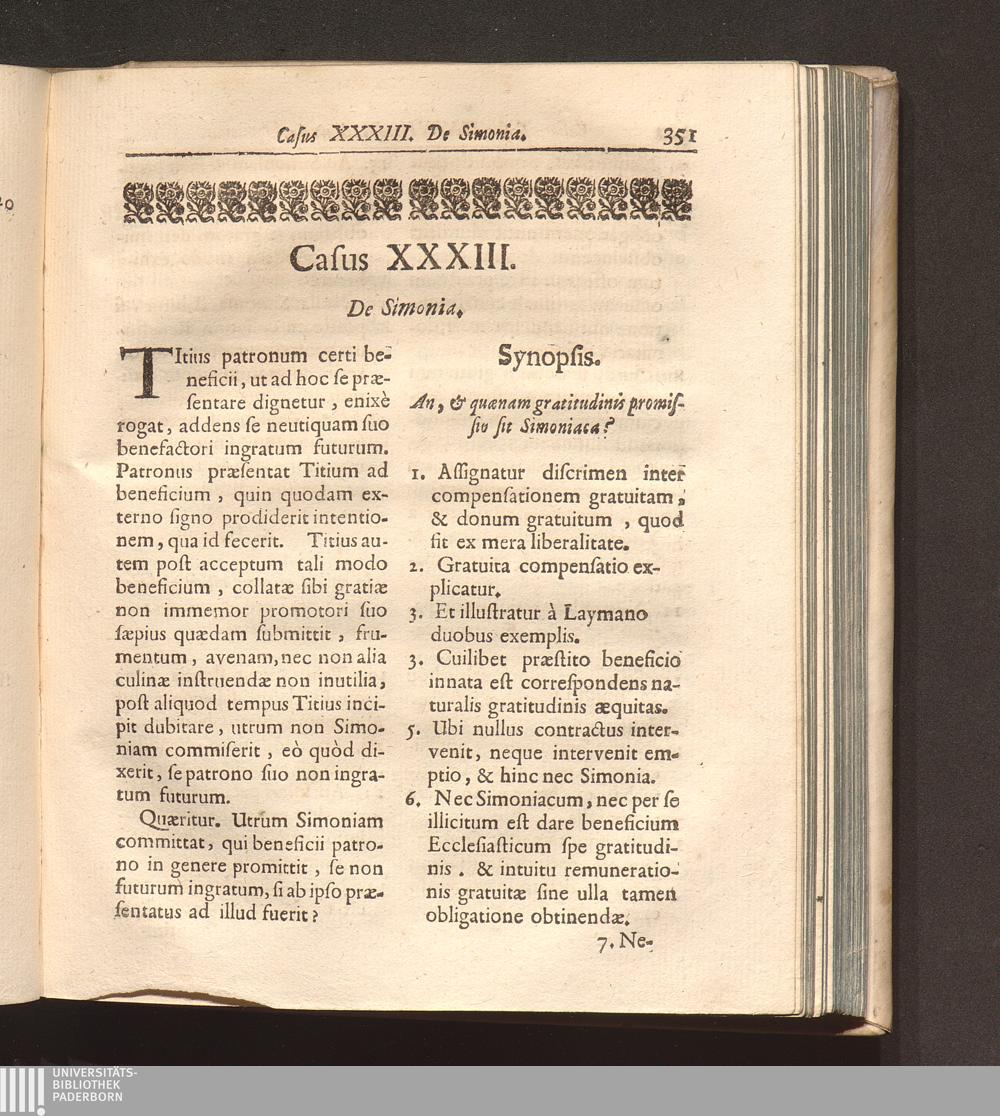 Caſus XXXIII. De Simonia.
351
Caſus XXXIII.
De Simonia.
TItius patronum certi be-
neficii, ut ad hoc ſe præ-
ſentare dignetur, enixè
rogat, addens ſe neutiquam ſuo
benefactori ingratum futurum.
Patronus præſentat Titium ad
beneficium, quin quodam ex-
terno ſigno prodiderit intentio-
nem, qua id fecerit. Titius au-
tem poſt acceptum tali modo
beneficium, collatæ ſibi gratiæ
non immemor promotori ſuo
ſæpius quædam ſubmittit, fru-
mentum, avenam, nec non alia
culinæ inſtruendæ non inutilia,
poſt aliquod tempus Titius inci-
pit dubitare, utrum non Simo-
niam commiſerit, eò quòd di-
xerit, ſe patrono ſuo non ingra-
tum futurum.
Quæritur. Utrum Simoniam
committat, qui beneficii patro-
no in genere promittit, ſe non
futurum ingratum, ſi ab ipſo præ-
ſentatus ad illud fuerit?
Synopſis.
An, & quænam gratitudinis promiſ-
ſio ſit Simoniaca?
1. Aſſignatur diſcrimen inter
compenſationem gratuitam,
& donum gratuitum, quod
fit ex mera liberalitate.
2. Gratuita compenſatio ex-
plicatur.
3. Et illuſtratur à Laymano
duobus exemplis.
3. Cuilibet præſtito beneficio
innata eſt correſpondens na-
turalis gratitudinis æquitas.
5. Ubi nullus contractus inter-
venit, neque intervenit em-
ptio, & hinc nec Simonia.
6. Nec Simoniacum, nec per ſe
illicitum eſt dare beneficium
Eccleſiaſticum ſpe gratitudi-
nis. & intuitu remuneratio-
nis gratuitæ ſine ulla tamen
obligatione obtinendæ.
7. Ne-
UNIVERSITÄTS-
BIBLIOTHEK
PADERBORN